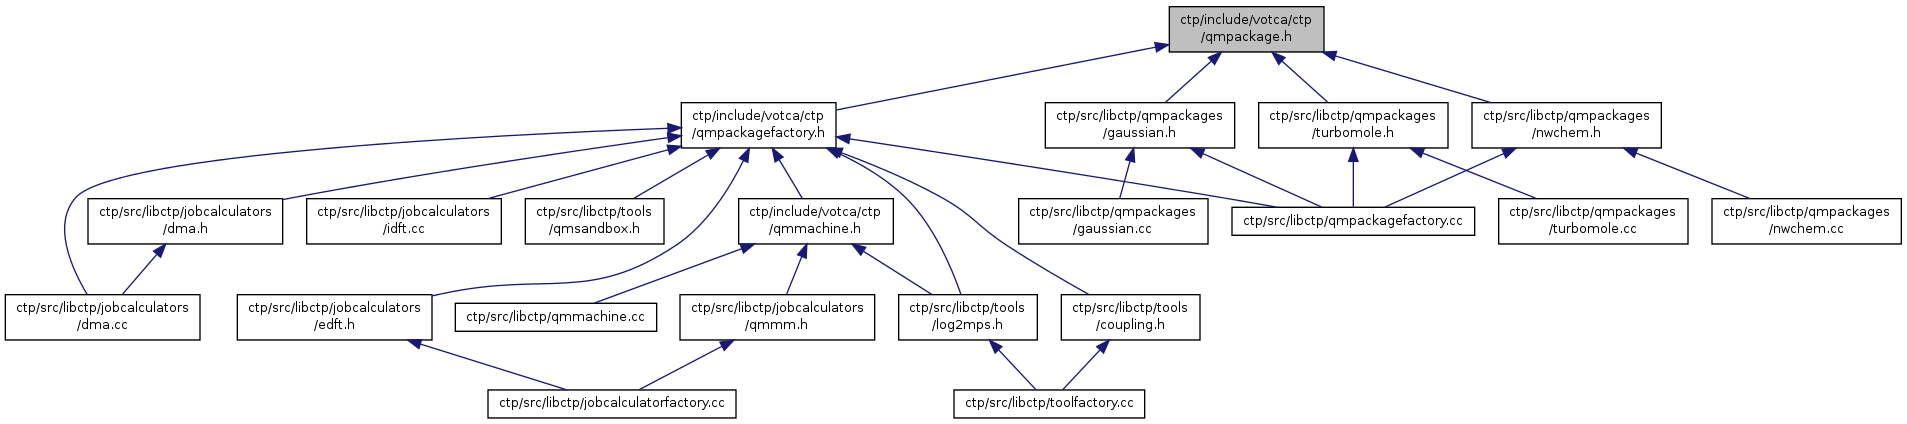 ctp/include/votca/ctp
/qmpackage.h
ctp/include/votca/ctp
/qmpackagefactory.h
ctp/src/libctp/qmpackages
/gaussian.h
ctp/src/libctp/qmpackages
/turbomole.h
ctp/src/libctp/qmpackages
/nwchem.h
ctp/src/libctp/jobcalculators
/dma.h
ctp/src/libctp/jobcalculators
/idft.cc
ctp/src/libctp/tools
/qmsandbox.h
ctp/include/votca/ctp
/qmmachine.h
ctp/src/libctp/qmpackages
/gaussian.cc
ctp/src/libctp/qmpackagefactory.cc
ctp/src/libctp/qmpackages
/turbomole.cc
ctp/src/libctp/qmpackages
/nwchem.cc
ctp/src/libctp/jobcalculators
/dma.cc
ctp/src/libctp/jobcalculators
/edft.h
ctp/src/libctp/qmmachine.cc
ctp/src/libctp/jobcalculators
/qmmm.h
ctp/src/libctp/tools
/log2mps.h
ctp/src/libctp/tools
/coupling.h
ctp/src/libctp/jobcalculatorfactory.cc
ctp/src/libctp/toolfactory.cc